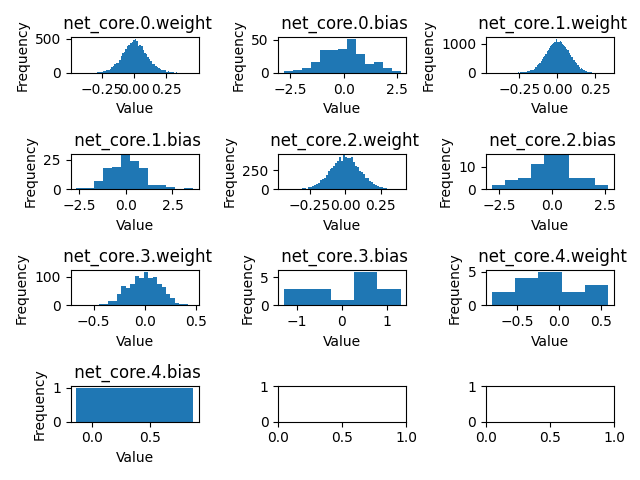 net_core.0.weight
net_core.0.bias
net_core.1.weight
Frequency
500
0
−0.25
0.00
0.25
Value
Frequency
50
0
−2.5
0.0
2.5
Value
Frequency
1000
0
−0.25
0.00
0.25
Value
net_core.1.bias
net_core.2.weight
net_core.2.bias
Frequency
25
0
−2.5
0.0
2.5
Value
Frequency
250
0
−0.25
0.00
0.25
Value
Frequency
10
0
−2.5
0.0
2.5
Value
net_core.3.weight
net_core.3.bias
net_core.4.weight
Frequency
100
0
−0.5
0.0
0.5
Value
Frequency
5
0
−1
0
1
Value
Frequency
5
0
−0.5
0.0
0.5
Value
net_core.4.bias
Frequency
1
0
0.0
0.5
Value
1
0
0.0
0.5
1.0
1
0
0.0
0.5
1.0